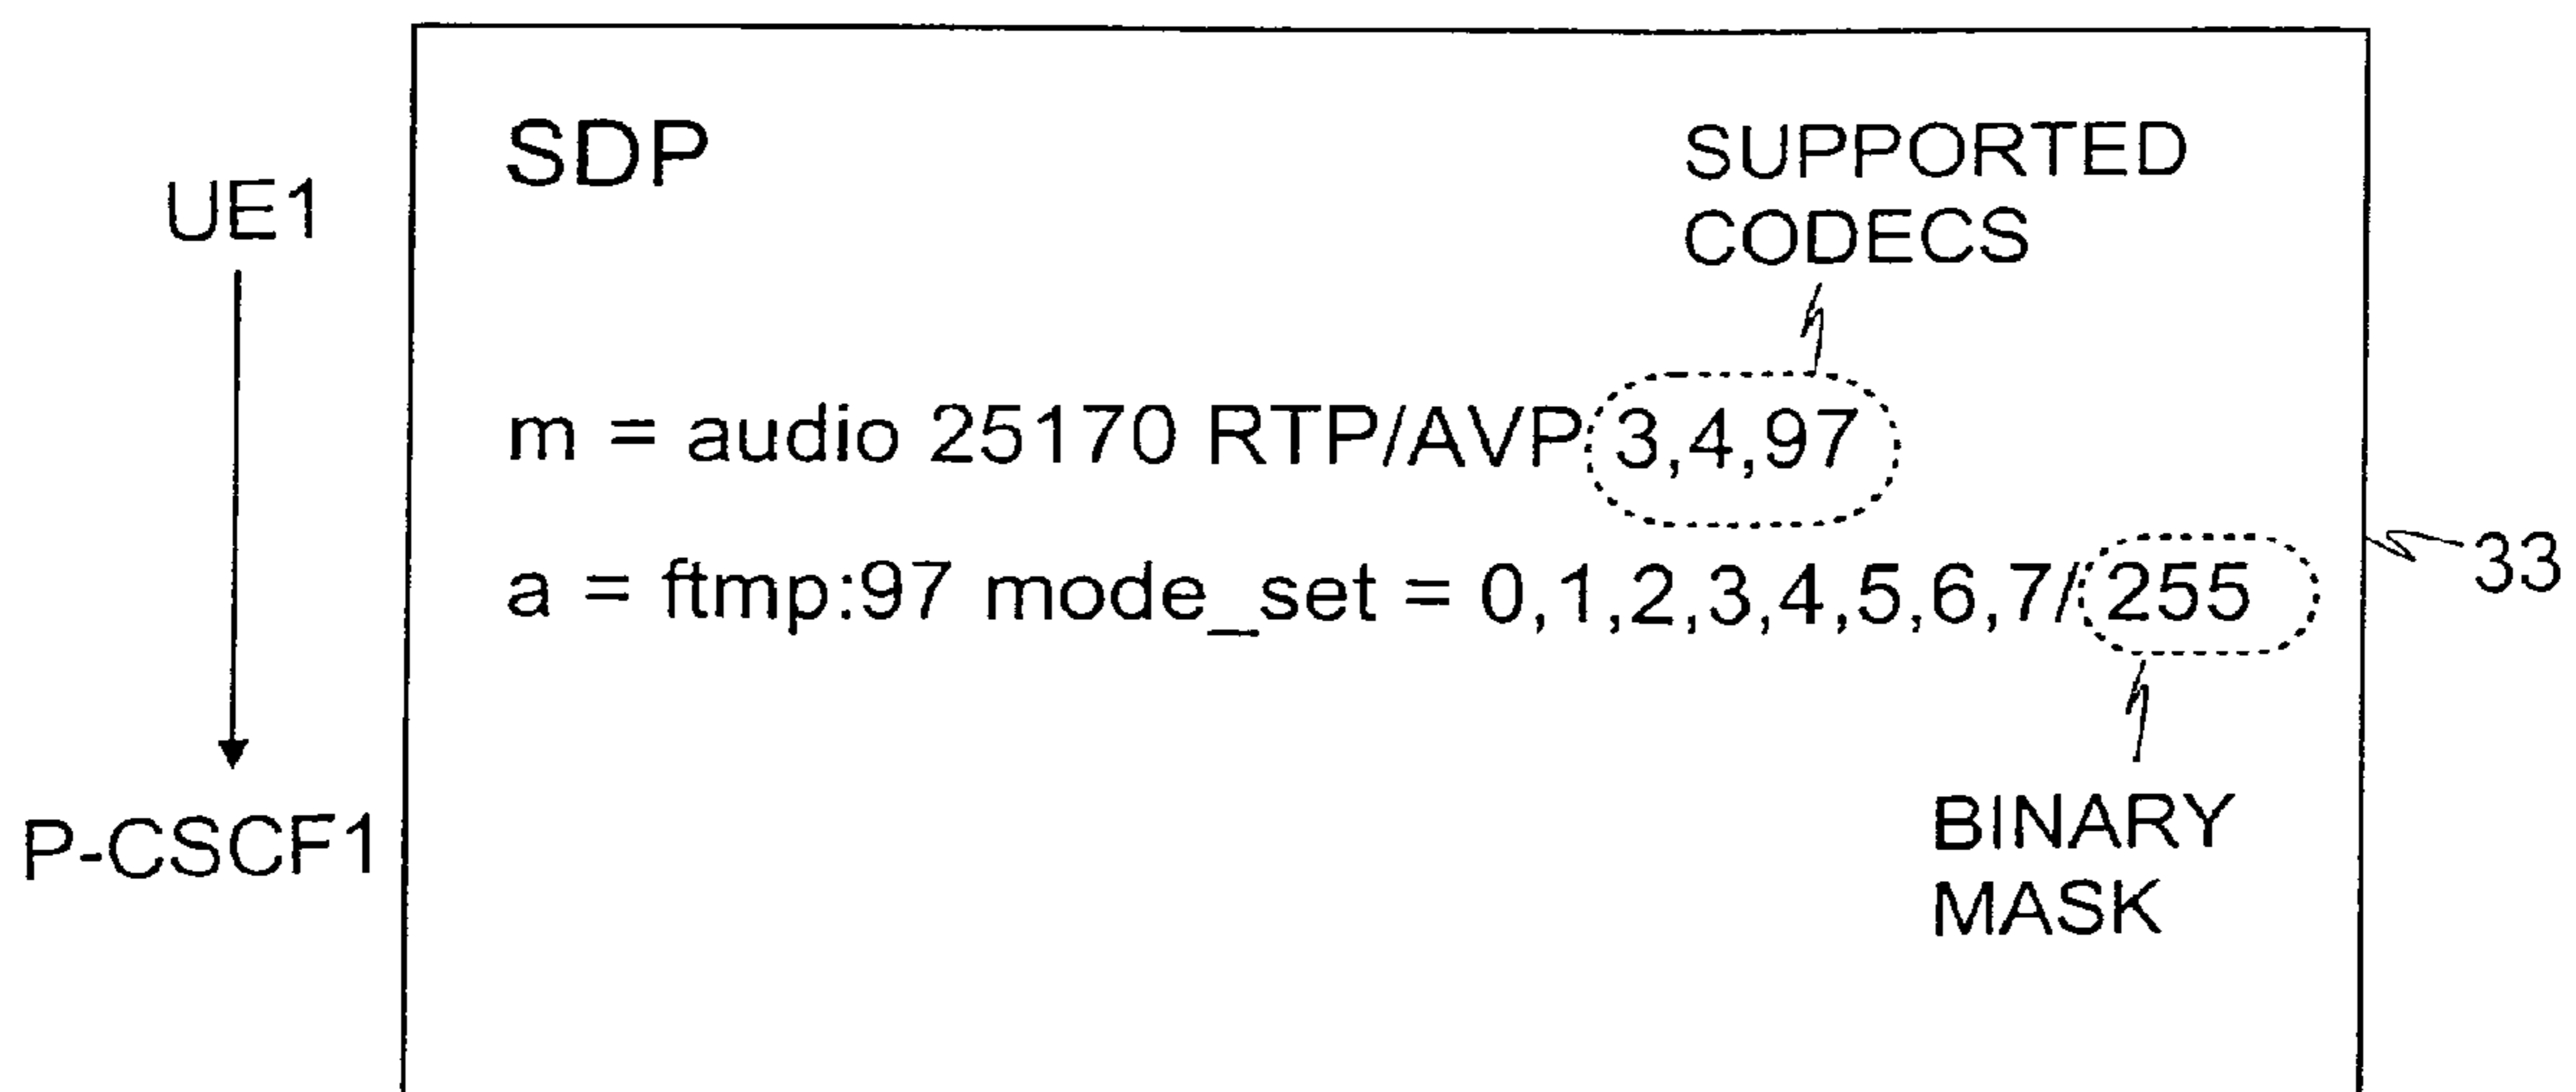 UE1
P-CSCF1
SDP
SUPPORTED
CODECS
m = audio 25170 RTP/AVP 3,4,97
a = ftmp:97 mode_set = 0,1,2,3,4,5,6,7/ 255
33
BINARY
MASK